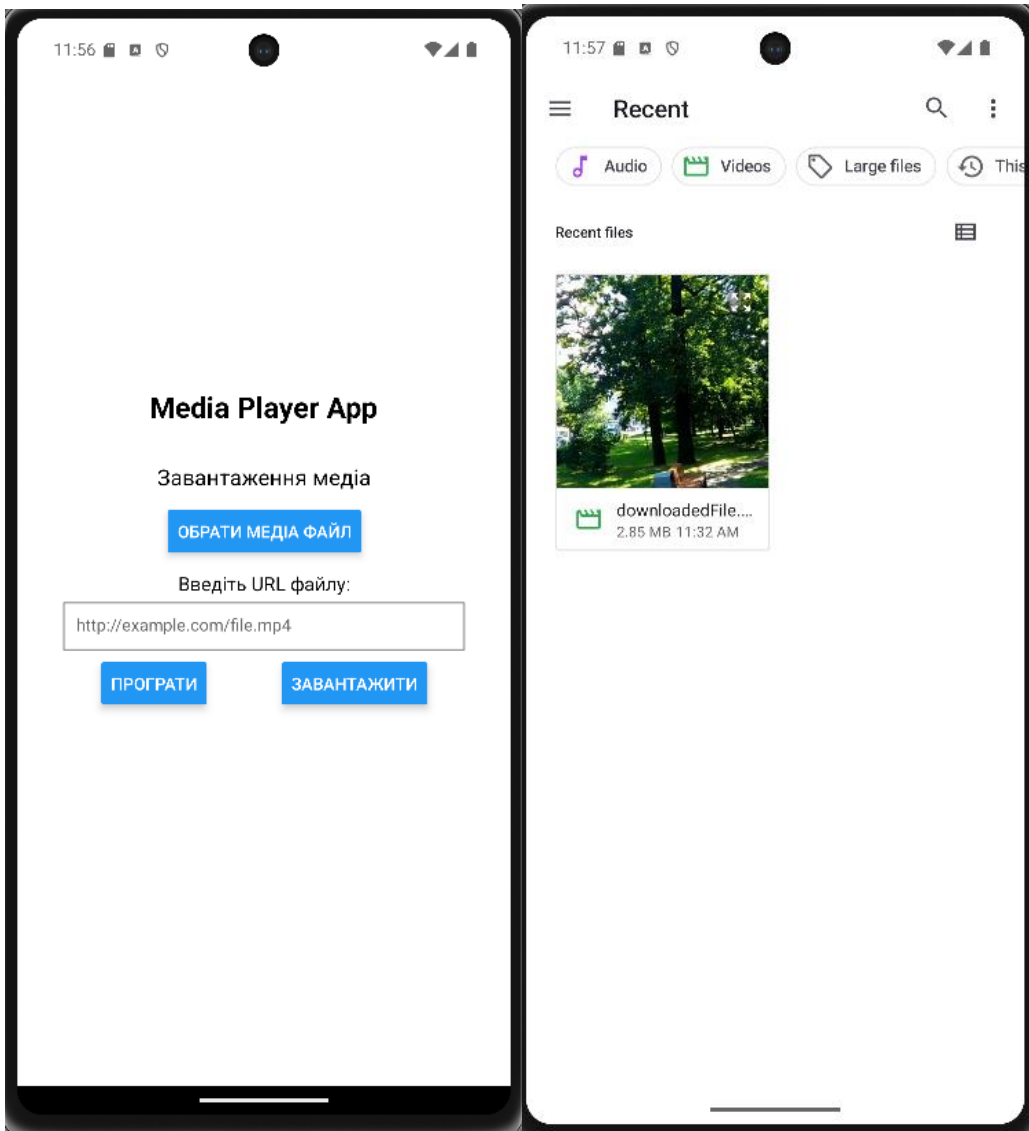 11:56
Media Player App
Завантаження медіа
ОБРАТИ МЕДІА ФАЙЛ
Введіть URL файлу:
http://example.com/file.mp4
ПРОГРАТИ
ЗАВАНТАЖИТИ
11:57
Recent
Audio
Videos
Large files
This
Recent files
downloadedFile....
2.85 MB 11:32 AM